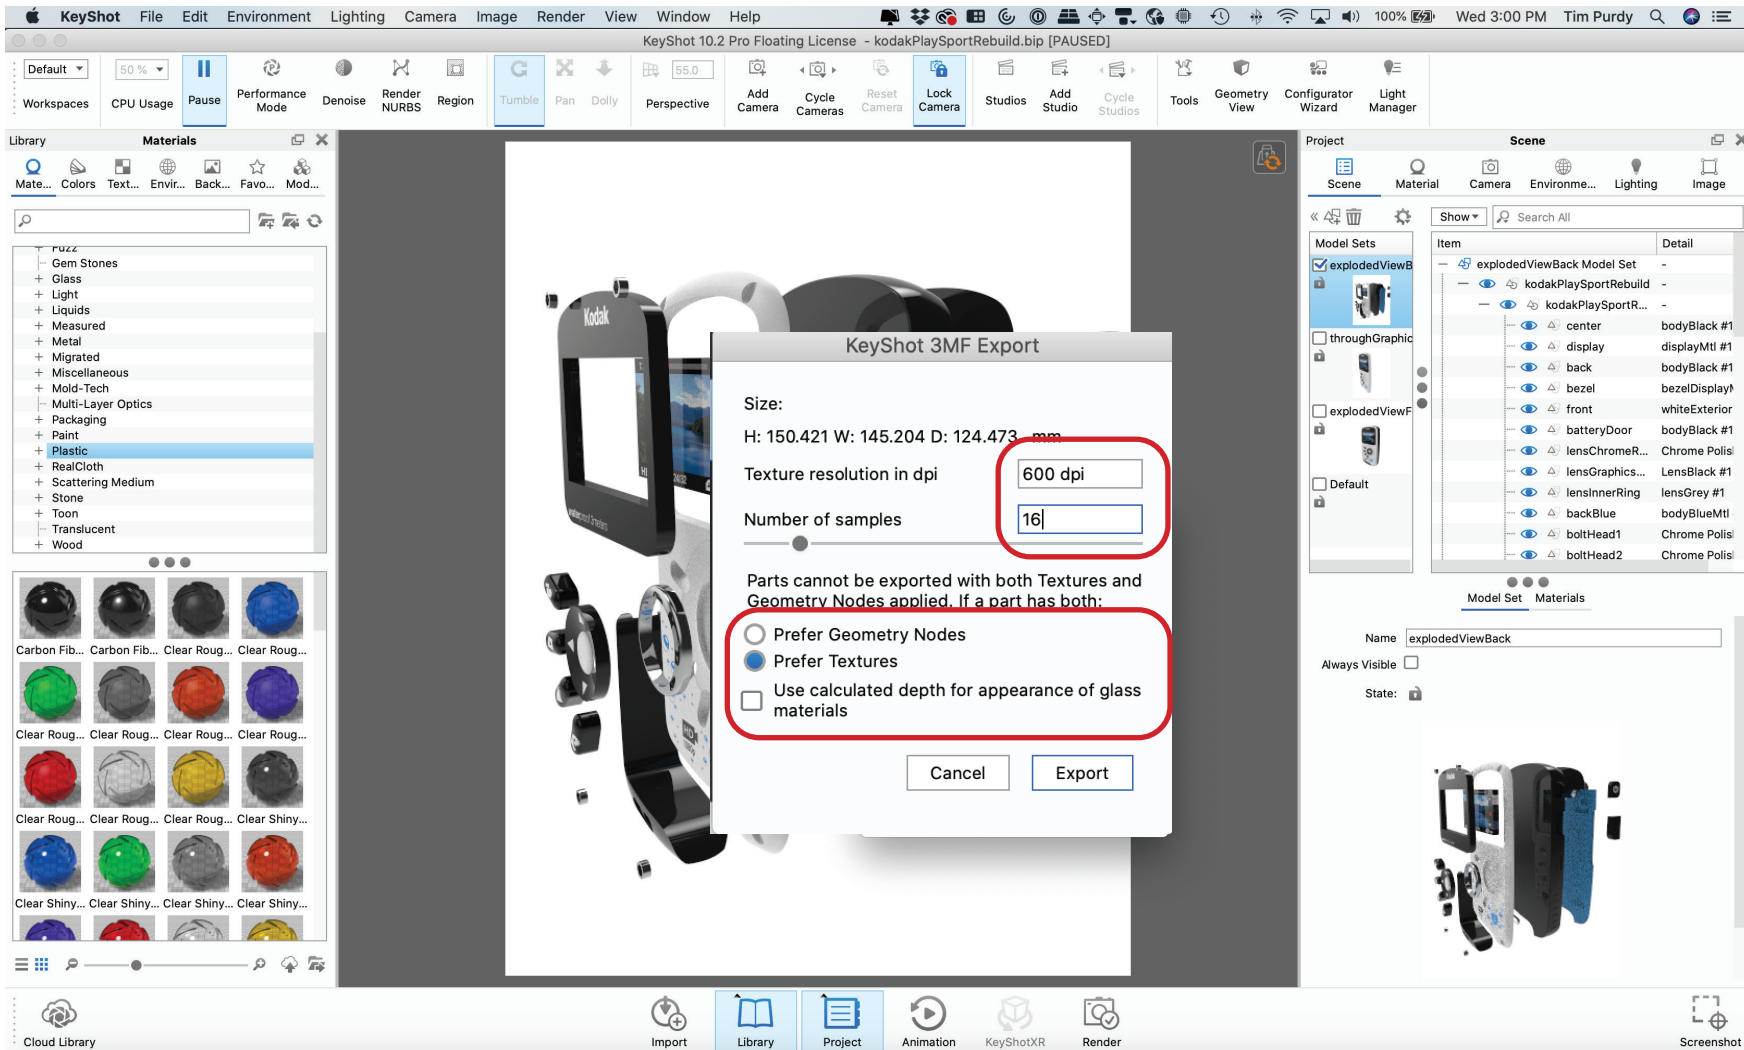 KeyShot File Edit Environment Lighting Camera Image Render View Window Help 100% Wed 3:00 PM Tim Purdy
KeyShot 10.2 Pro Floating License - kodakPlaySportRebuild.bip [PAUSED]
Default 50 % 55.0
Workspaces CPU Usage Pause Performance Mode Denoise Render NURBS Region Tumble Pan Dolly Perspective Add Camera Cycle Cameras Reset Camera Lock Camera Studios Add Studio Cycle Studios Tools Geometry View Configurator Wizard Light Manager
Library Materials
Mate... Colors Text... Envir... Back... Favo... Mod...
Fuzz
Gem Stones
Glass
Light
Liquids
Measured
Metal
Migrated
Miscellaneous
Mold-Tech
Multi-Layer Optics
Packaging
Paint
Plastic
RealCloth
Scattering Medium
Stone
Toon
Translucent
Wood
Carbon Fib... Carbon Fib... Clear Roug... Clear Roug...
Clear Roug... Clear Roug... Clear Roug... Clear Roug...
Clear Roug... Clear Roug... Clear Roug... Clear Shiny...
Clear Shiny... Clear Shiny... Clear Shiny... Clear Shiny...
Kodak
KeyShot 3MF Export
Size:
H: 150.421 W: 145.204 D: 124.473 mm
Texture resolution in dpi 600 dpi
Number of samples 16
Parts cannot be exported with both Textures and
Geometry Nodes applied. If a part has both:
Prefer Geometry Nodes
Prefer Textures
Use calculated depth for appearance of glass
materials
Cancel Export
Project Scene
Scene Material Camera Environme... Lighting Image
Show Search All
Model Sets
explodedViewB
throughGraphic
explodedViewF
Default
Item Detail
explodedViewBack Model Set -
kodakPlaySportRebuild -
kodakPlaySportR... -
center bodyBlack #1
display displayMtl #1
back bodyBlack #1
bezel bezelDisplay
front whiteExterior
batteryDoor bodyBlack #1
lensChromeR... Chrome Polis
lensGraphics... LensBlack #1
lensInnerRing lensGrey #1
backBlue bodyBlueMtl
boltHead1 Chrome Polis
boltHead2 Chrome Polis
Model Set Materials
Name explodedViewBack
Always Visible
State:
Cloud Library Import Library Project Animation KeyShotXR Render Screenshot